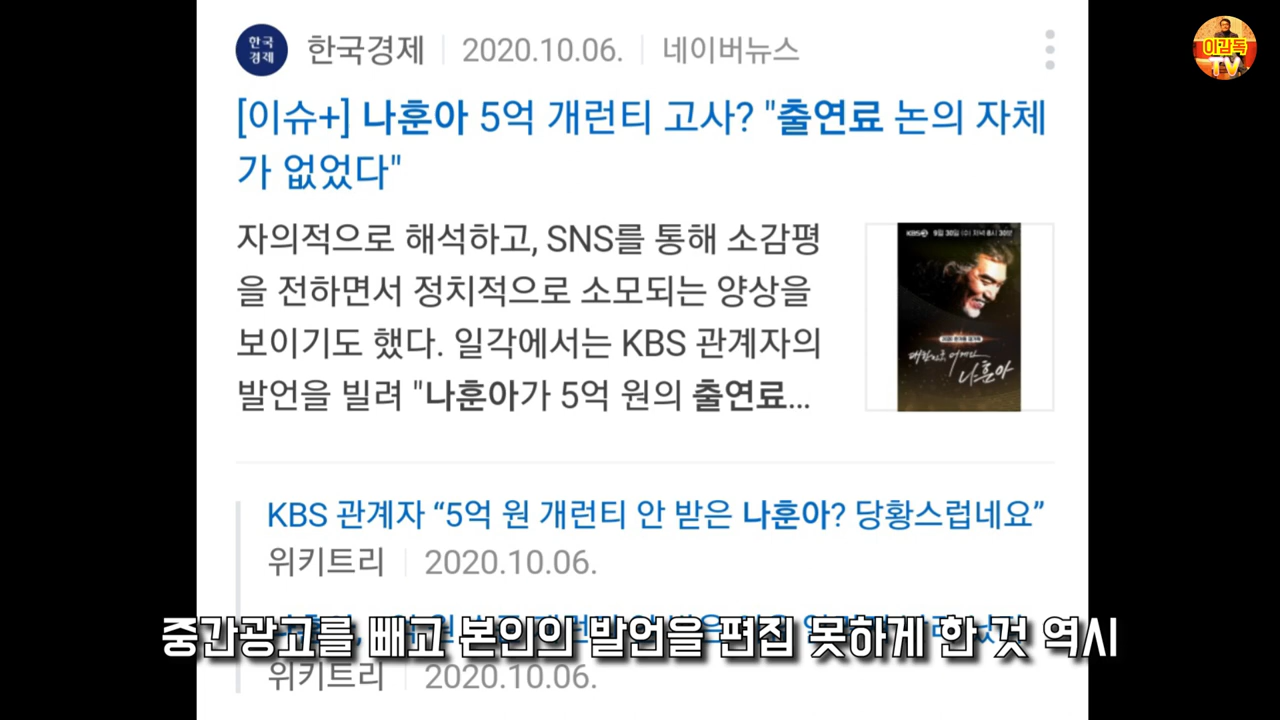 한국
경제
한국경제 2020.10.06. 네이버뉴스
이감독
TV
[이슈+] 나훈아 5억 개런티 고사? "출연료 논의 자체
가 없었다"
자의적으로 해석하고, SNS를 통해 소감평
을 전하면서 정치적으로 소모되는 양상을
보이기도 했다. 일각에서는 KBS 관계자의
발언을 빌려 "나훈아가 5억 원의 출연료...
KBS2 9월 30일 (수) 저녁 8시 30분
대한민국 어게인
나훈아
KBS 관계자 “5억 원 개런티 안 받은 나훈아? 당황스럽네요”
위키트리 2020.10.06.
중간광고를 빼고 본인의 발언을 편집 못하게 한 것 역시
위키트리 2020.10.06.